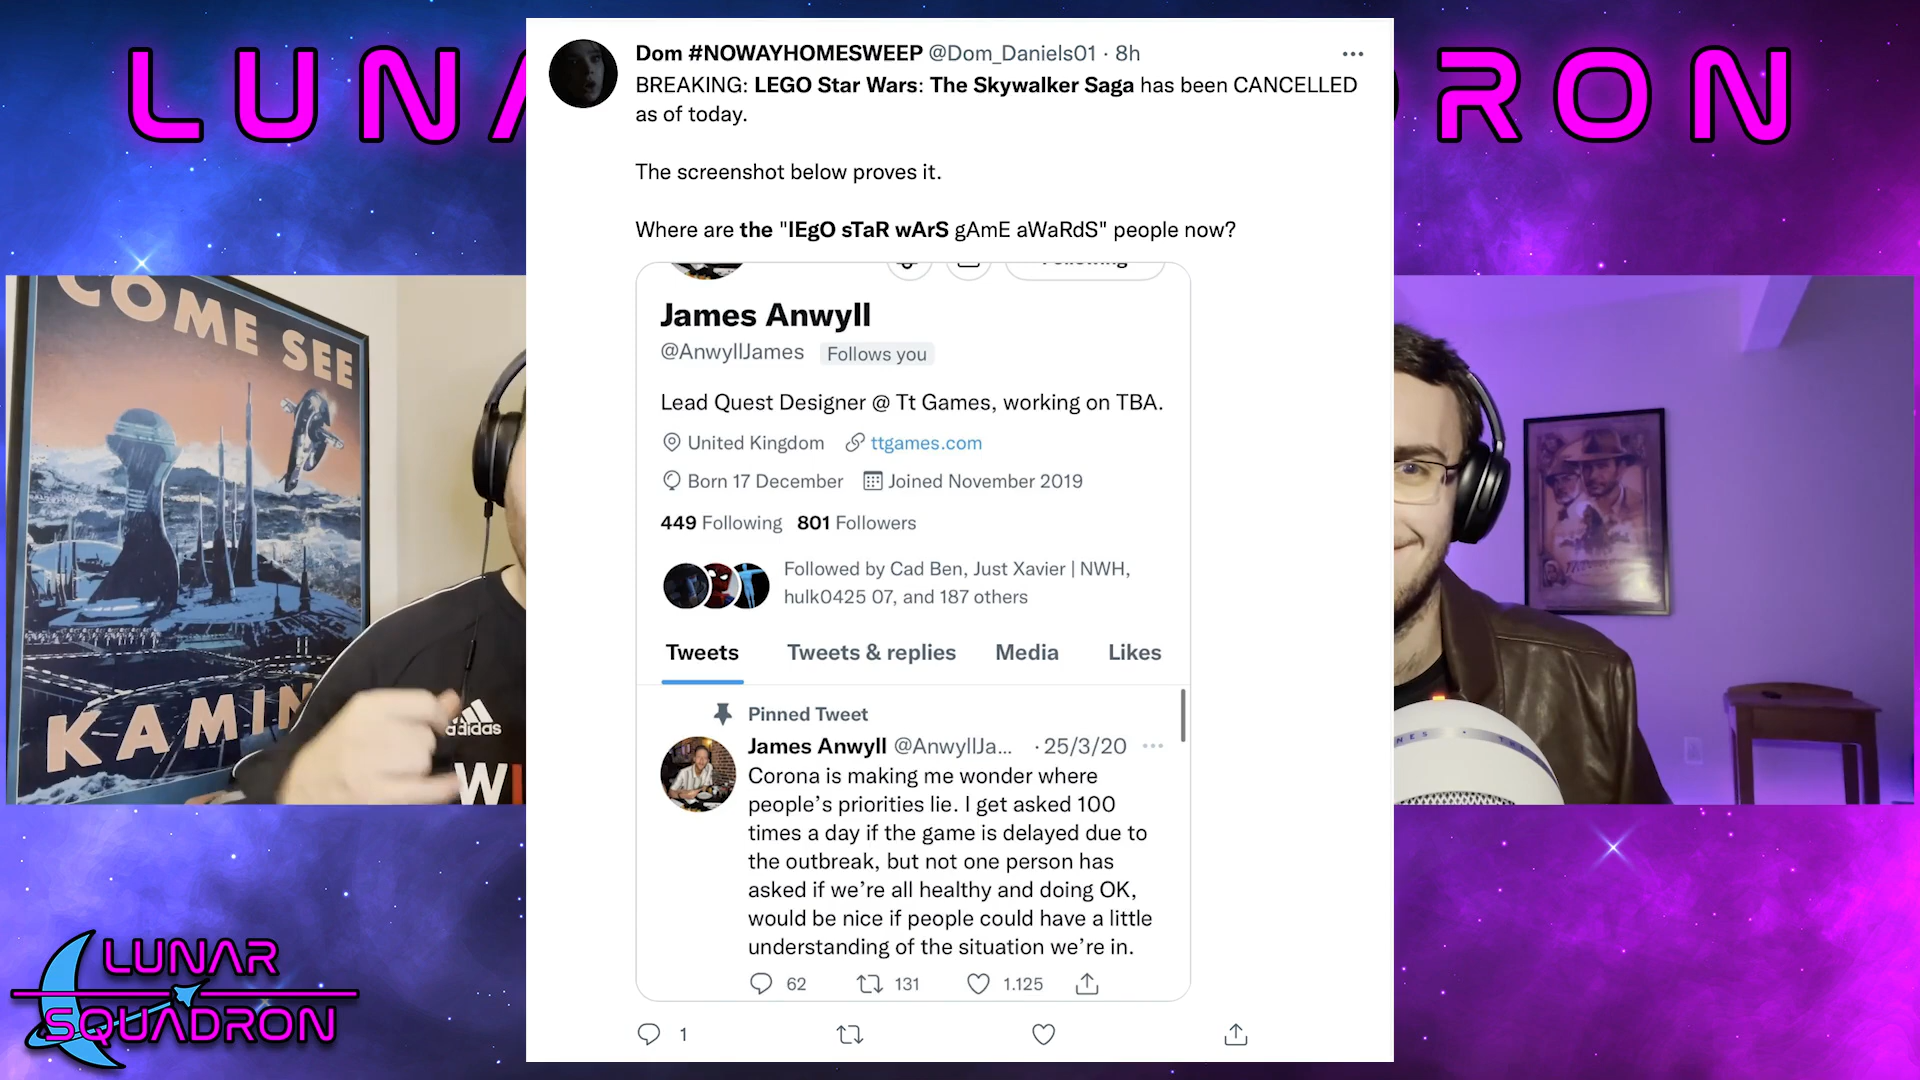 LUNA
RON
Dom #NOWAYHOMESWEEP @Dom_Daniels01 · 8h
BREAKING: LEGO Star Wars: The Skywalker Saga has been CANCELLED
as of today.
The screenshot below proves it.
Where are the "lEgO sTaR wArS gAmE aWaRdS" people now?
Following
James Anwyll
@AnwyllJames Follows you
Lead Quest Designer @ Tt Games, working on TBA.
United Kingdom ttgames.com
Born 17 December Joined November 2019
449 Following 801 Followers
Followed by Cad Ben, Just Xavier | NWH,
hulk0425 07, and 187 others
Tweets Tweets & replies Media Likes
Pinned Tweet
James Anwyll @AnwyllJa... · 25/3/20
Corona is making me wonder where
people's priorities lie. I get asked 100
times a day if the game is delayed due to
the outbreak, but not one person has
asked if we're all healthy and doing OK,
would be nice if people could have a little
understanding of the situation we're in.
62 131 1.125
1
COME SEE
KAMIN
adidas
LUNAR
SQUADRON